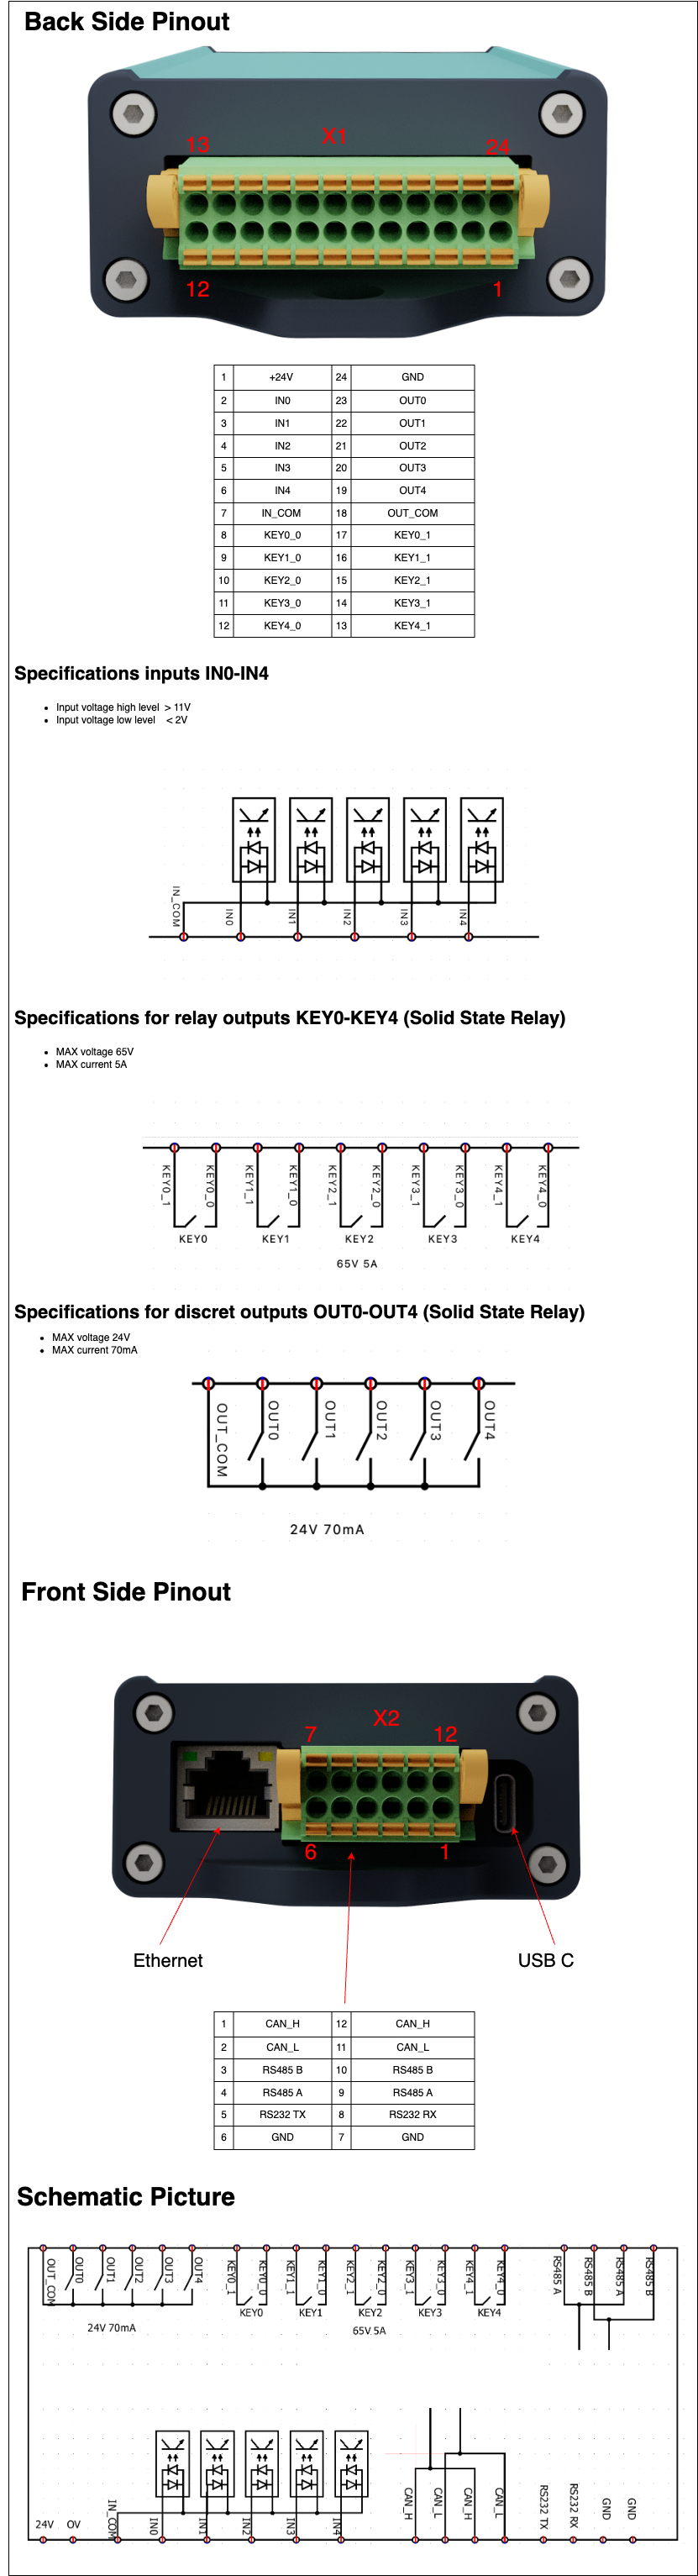 Back Side Pinout
X1
13 24
12 1
1 +24V 24 GND
2 IN0 23 OUT0
3 IN1 22 OUT1
4 IN2 21 OUT2
5 IN3 20 OUT3
6 IN4 19 OUT4
7 IN_COM 18 OUT_COM
8 KEY0_0 17 KEY0_1
9 KEY1_0 16 KEY1_1
10 KEY2_0 15 KEY2_1
11 KEY3_0 14 KEY3_1
12 KEY4_0 13 KEY4_1
Specifications inputs IN0-IN4
• Input voltage high level > 11V
• Input voltage low level < 2V
IN_COM IN0 IN1 IN2 IN3 IN4
Specifications for relay outputs KEY0-KEY4 (Solid State Relay)
• MAX voltage 65V
• MAX current 5A
KEY0_1 KEY0_0 KEY1_1 KEY1_0 KEY2_1 KEY2_0 KEY3_1 KEY3_0 KEY4_1 KEY4_0
KEY0 KEY1 KEY2 KEY3 KEY4
65V 5A
Specifications for discret outputs OUT0-OUT4 (Solid State Relay)
• MAX voltage 24V
• MAX current 70mA
OUT_COM OUT0 OUT1 OUT2 OUT3 OUT4
24V 70mA
Front Side Pinout
X2
7 12
6 1
Ethernet USB C
1 CAN_H 12 CAN_H
2 CAN_L 11 CAN_L
3 RS485 B 10 RS485 B
4 RS485 A 9 RS485 A
5 RS232 TX 8 RS232 RX
6 GND 7 GND
Schematic Picture
OUT_COM OUT0 OUT1 OUT2 OUT3 OUT4 KEY0_1 KEY0_0 KEY1_1 KEY1_0 KEY2_1 KEY2_0 KEY3_1 KEY3_0 KEY4_1 KEY4_0 RS485 A RS485 B RS485 A RS485 B
KEY0 KEY1 KEY2 KEY3 KEY4
24V 70mA 65V 5A
24V 0V IN_COM IN0 IN1 IN2 IN3 IN4 CAN_H CAN_L CAN_H CAN_L RS232 TX RS232 RX GND GND